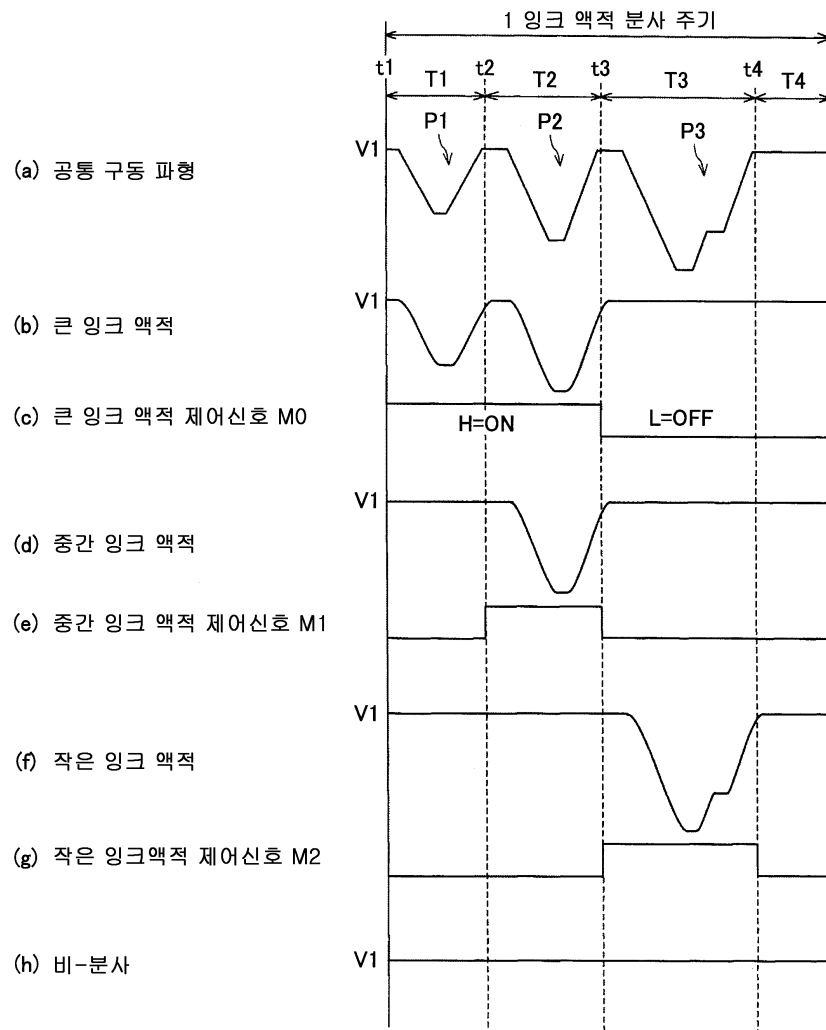 1 잉크 액적 분사 주기
t1 t2 t3 t4
T1 T2 T3 T4
P1 P2 P3
V1
(a) 공통 구동 파형
V1
(b) 큰 잉크 액적
(c) 큰 잉크 액적 제어신호 M0
H=ON L=OFF
V1
(d) 중간 잉크 액적
(e) 중간 잉크 액적 제어신호 M1
V1
(f) 작은 잉크 액적
(g) 작은 잉크액적 제어신호 M2
(h) 비-분사 V1